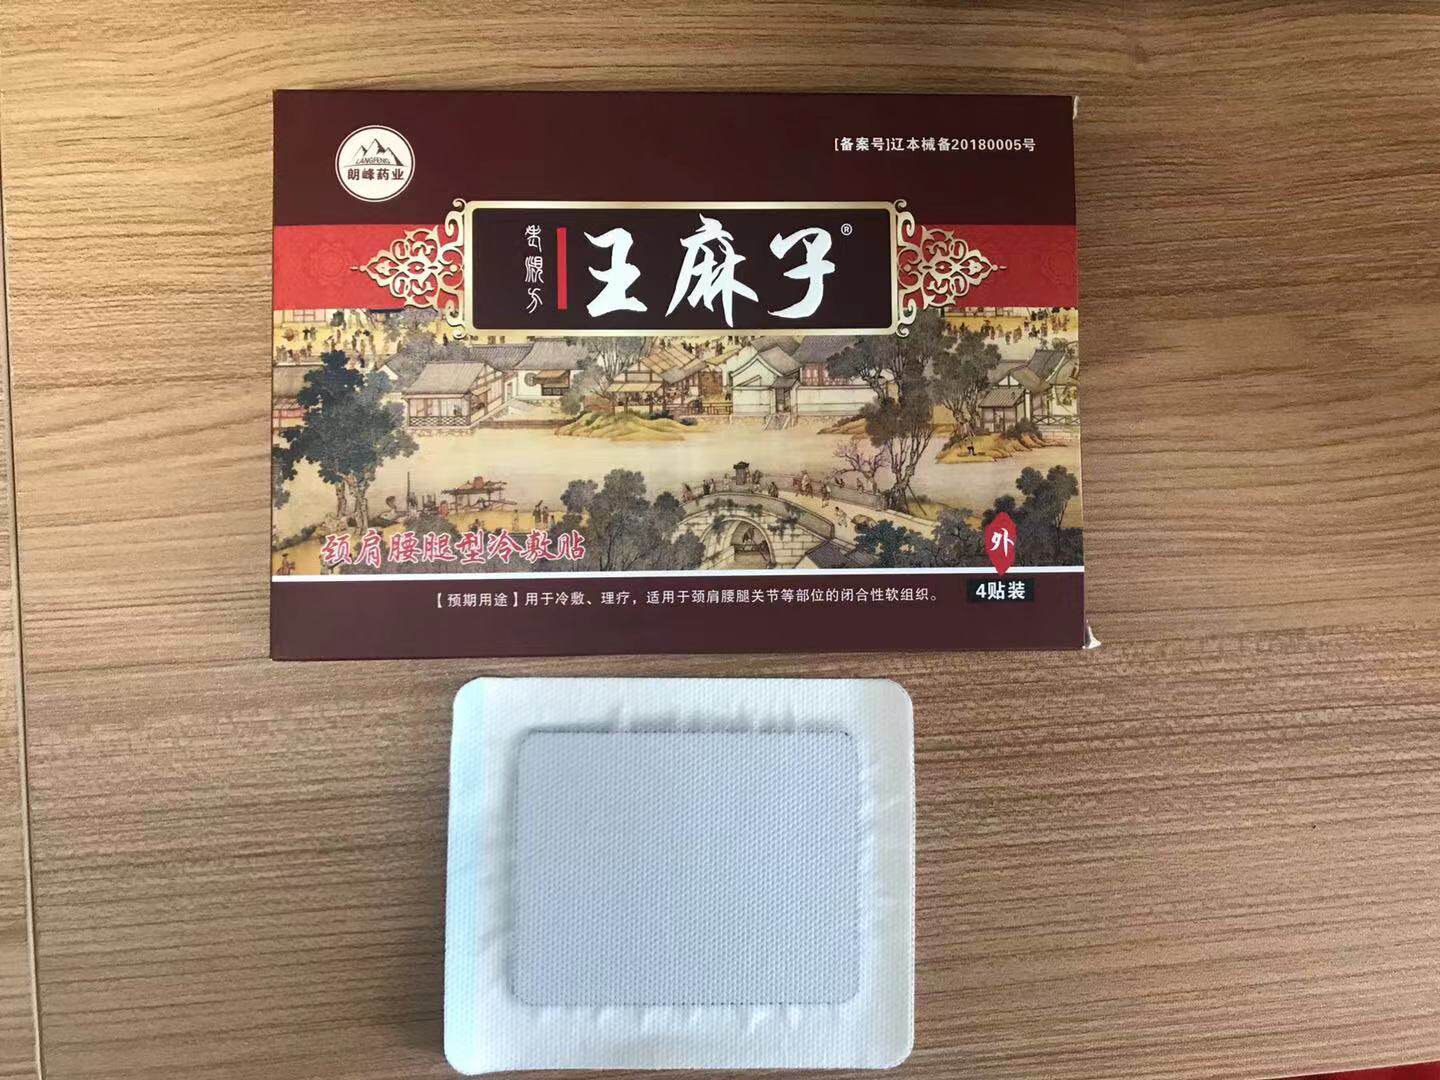 LANGFENG
朗峰药业
[备案号]辽本械备20180005号
王麻子®
颈肩腰腿型冷敷贴
外
4贴装
【预期用途】用于冷敷、理疗，适用于颈肩腰腿关节等部位的闭合性软组织。